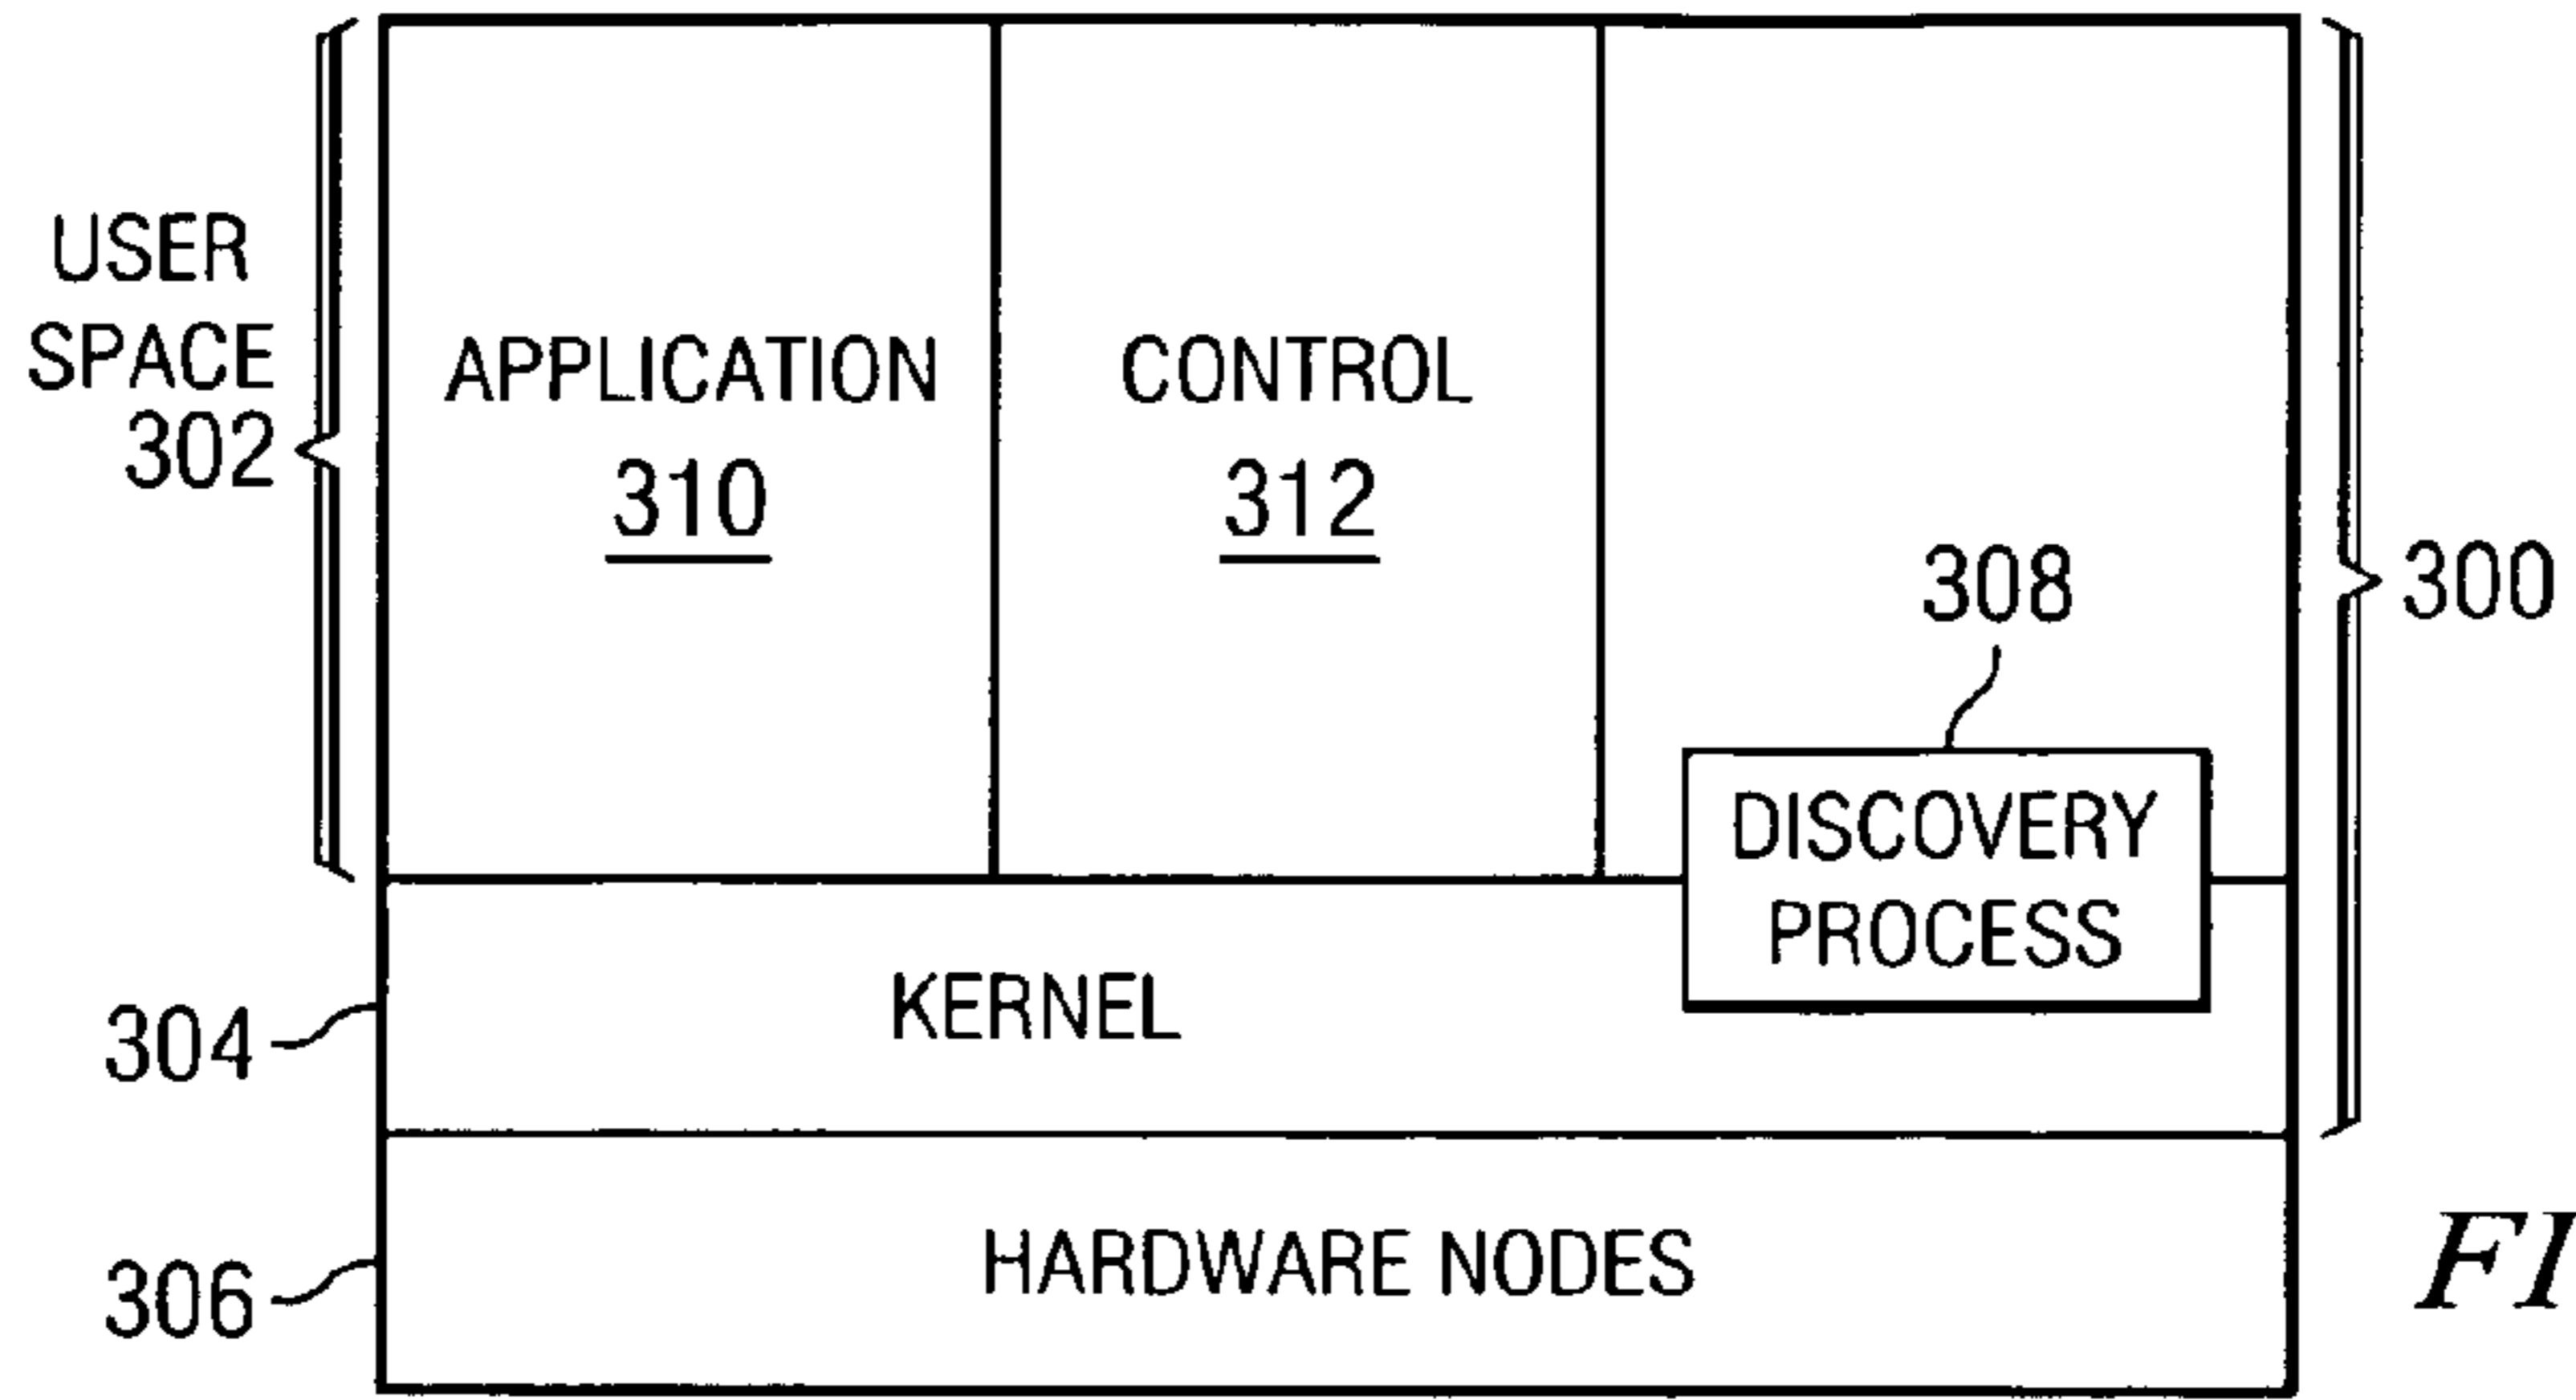 USER
SPACE
302
APPLICATION
310
CONTROL
312
308
300
DISCOVERY
PROCESS
KERNEL
304
HARDWARE NODES
306
FI